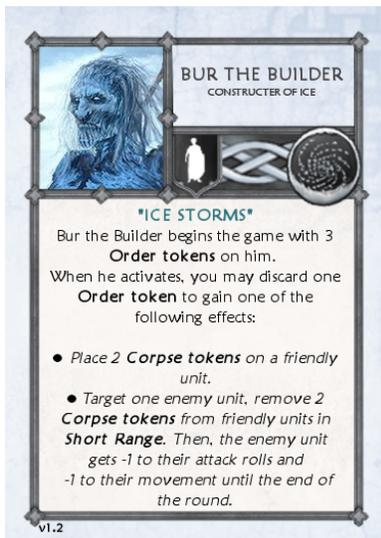 BUR THE BUILDER
CONSTRUCTER OF ICE
"ICE STORMS"
Bur the Builder begins the game with 3
Order tokens on him.
When he activates, you may discard one
Order token to gain one of the
following effects:
● Place 2 Corpse tokens on a friendly
unit.
● Target one enemy unit, remove 2
Corpse tokens from friendly units in
Short Range. Then, the enemy unit
gets -1 to their attack rolls and
-1 to their movement until the end of
the round.
v1.2